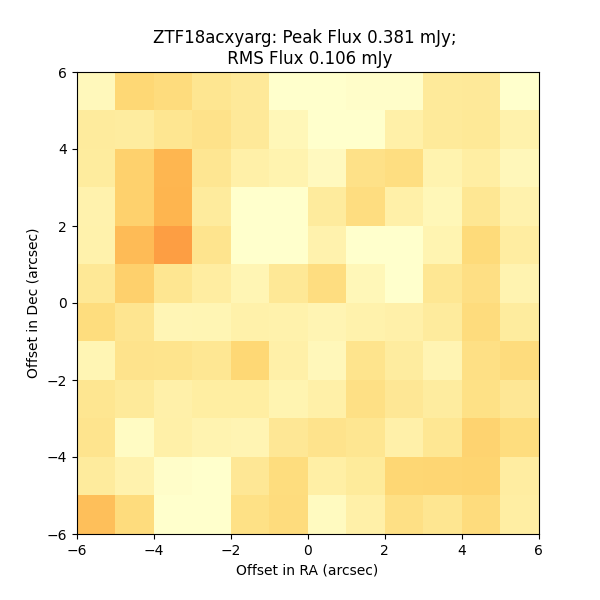 ZTF18acxyarg: Peak Flux 0.381 mJy;
RMS Flux 0.106 mJy
6
4
2
0
−2
−4
−6
Offset in Dec (arcsec)
−6 −4 −2 0 2 4 6
Offset in RA (arcsec)